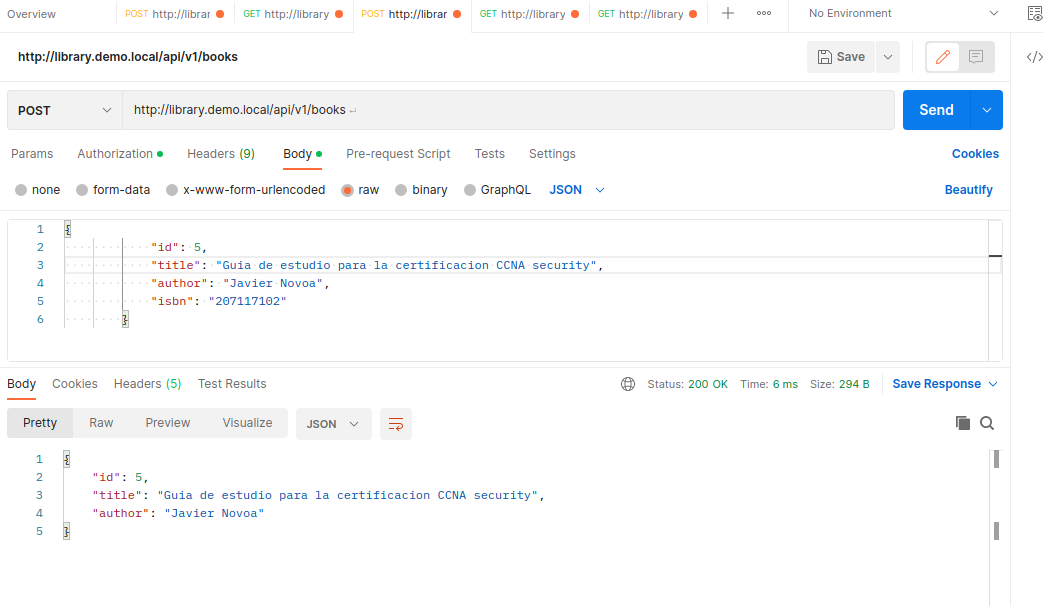 Overview POST http://librar GET http://library POST http://librar GET http://library GET http://library No Environment
http://library.demo.local/api/v1/books Save
POST http://library.demo.local/api/v1/books Send
Params Authorization Headers (9) Body Pre-request Script Tests Settings Cookies
none form-data x-www-form-urlencoded raw binary GraphQL JSON Beautify
1 {
2 "id": 5,
3 "title": "Guia de estudio para la certificacion CCNA security",
4 "author": "Javier Novoa",
5 "isbn": "207117102"
6 }
Body Cookies Headers (5) Test Results Status: 200 OK Time: 6 ms Size: 294 B Save Response
Pretty Raw Preview Visualize JSON
1 {
2 "id": 5,
3 "title": "Guia de estudio para la certificacion CCNA security",
4 "author": "Javier Novoa"
5 }